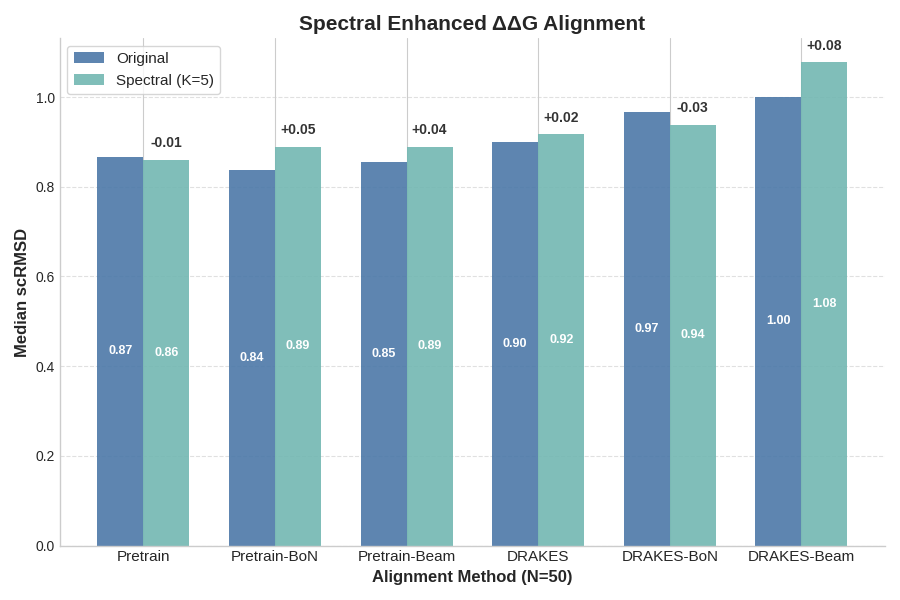 Spectral Enhanced ΔΔG Alignment
Original
Spectral (K=5)
Median scRMSD
1.0
0.8
0.6
0.4
0.2
0.0
-0.01
+0.05
+0.04
+0.02
-0.03
+0.08
0.87
0.86
0.84
0.89
0.85
0.89
0.90
0.92
0.97
0.94
1.00
1.08
Pretrain
Pretrain-BoN
Pretrain-Beam
DRAKES
DRAKES-BoN
DRAKES-Beam
Alignment Method (N=50)